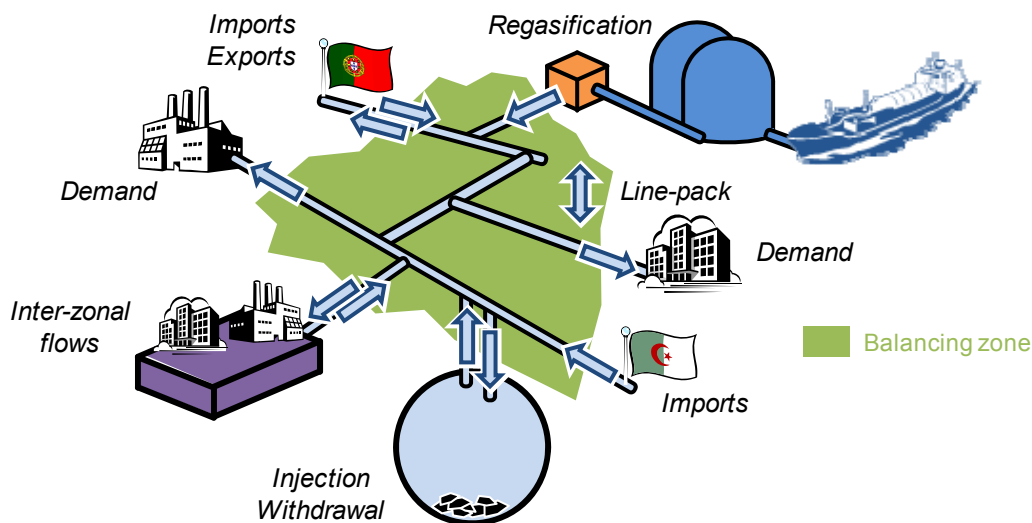 Imports
Exports
Regasification
Demand
Line-pack
Demand
Inter-zonal
flows
Balancing zone
Imports
Injection
Withdrawal